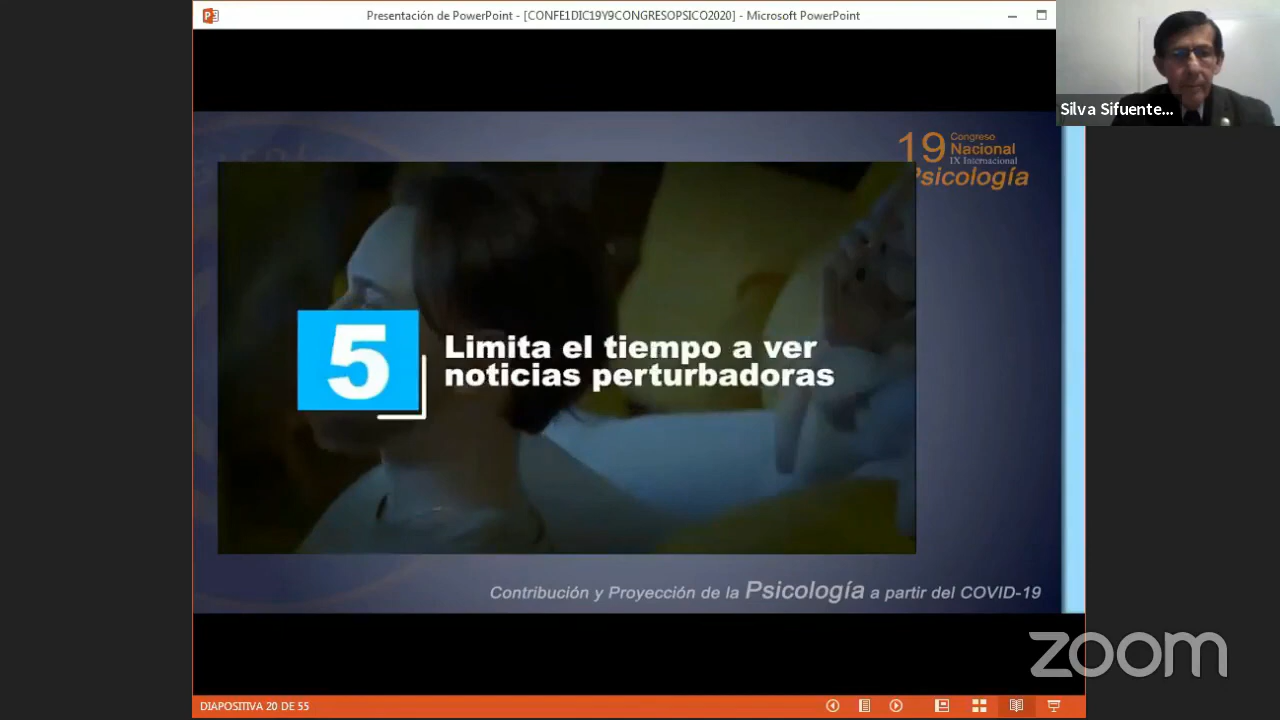 Presentación de PowerPoint - [CONFE1DIC19Y9CONGRESOPSICO2020] - Microsoft PowerPoint
Silva Sifuente...
19 Congreso
Nacional
IX Internacional
Psicología
5
Limita el tiempo a ver
noticias perturbadoras
Contribución y Proyección de la Psicología a partir del COVID-19
zoom
DIAPOSITIVA 20 DE 55